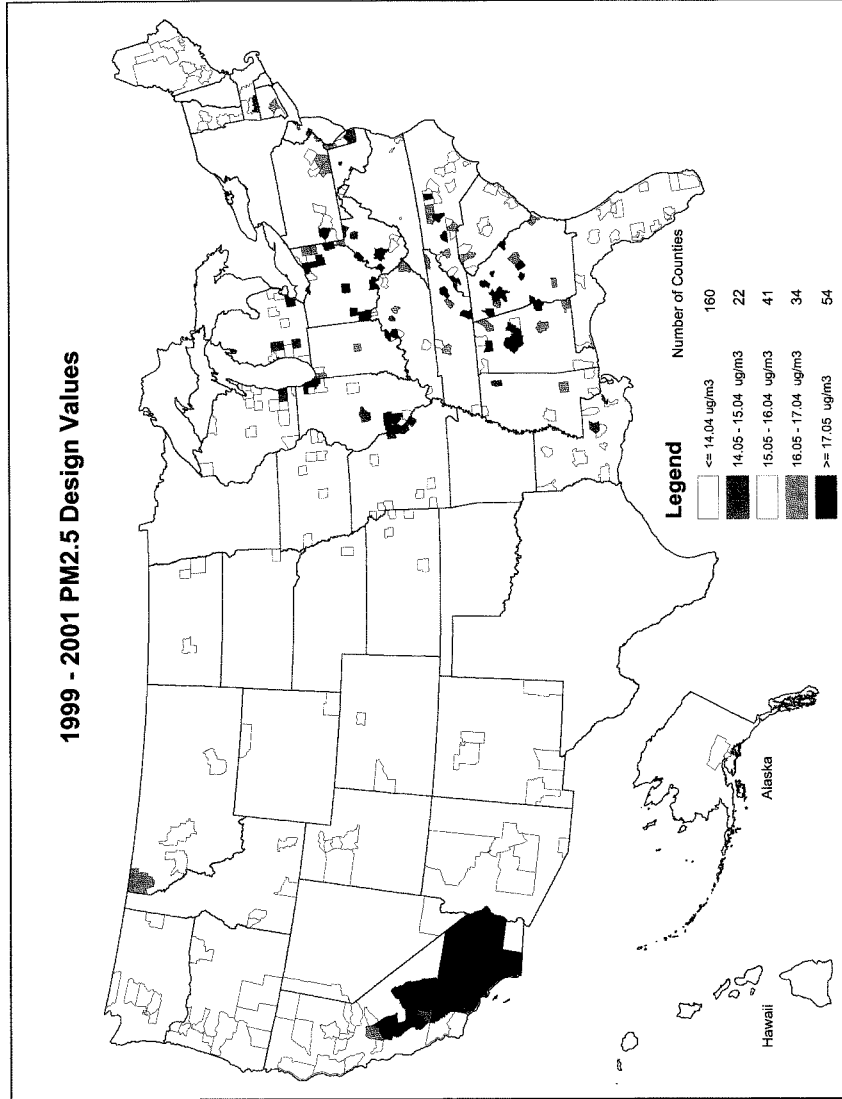 1999 - 2001 PM2.5 Design Values
Legend
Number of Counties
<= 14.04 ug/m3 160
14.05 - 15.04 ug/m3 22
15.05 - 16.04 ug/m3 41
16.05 - 17.04 ug/m3 34
>= 17.05 ug/m3 54
Alaska
Hawaii